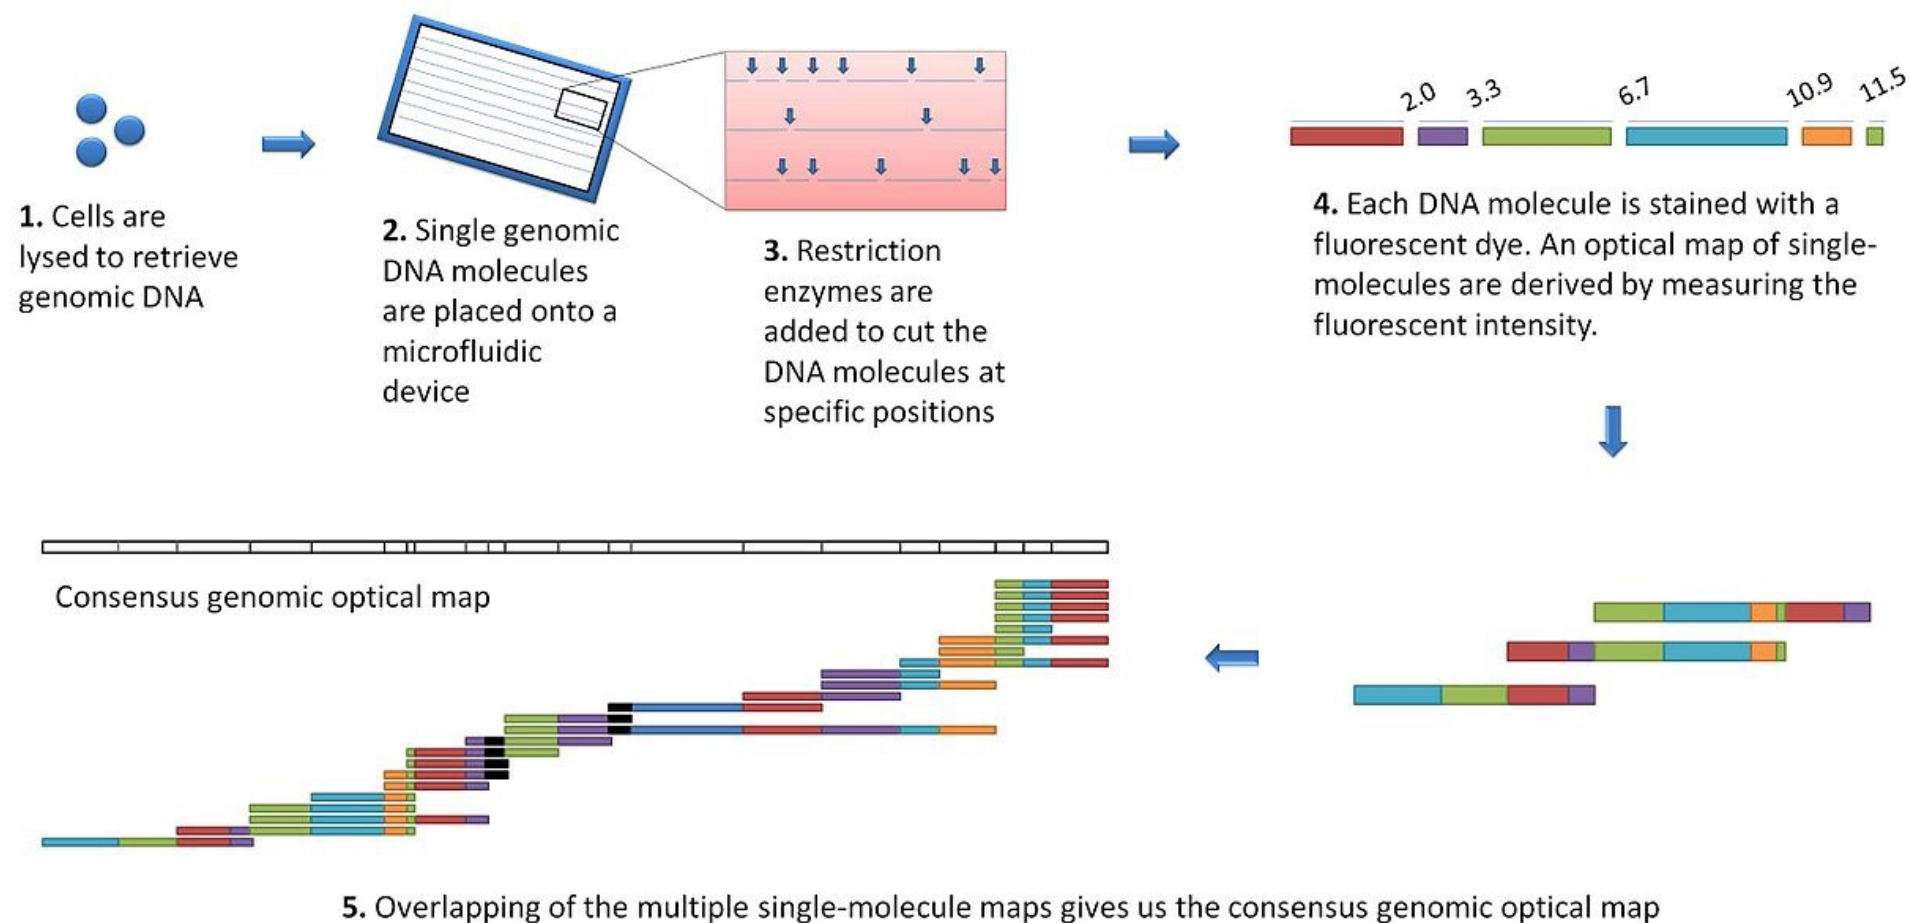 1. Cells are
lysed to retrieve
genomic DNA
2. Single genomic
DNA molecules
are placed onto a
microfluidic
device
3. Restriction
enzymes are
added to cut the
DNA molecules at
specific positions
2.0 3.3 6.7 10.9 11.5
4. Each DNA molecule is stained with a
fluorescent dye. An optical map of single-
molecules are derived by measuring the
fluorescent intensity.
Consensus genomic optical map
5. Overlapping of the multiple single-molecule maps gives us the consensus genomic optical map